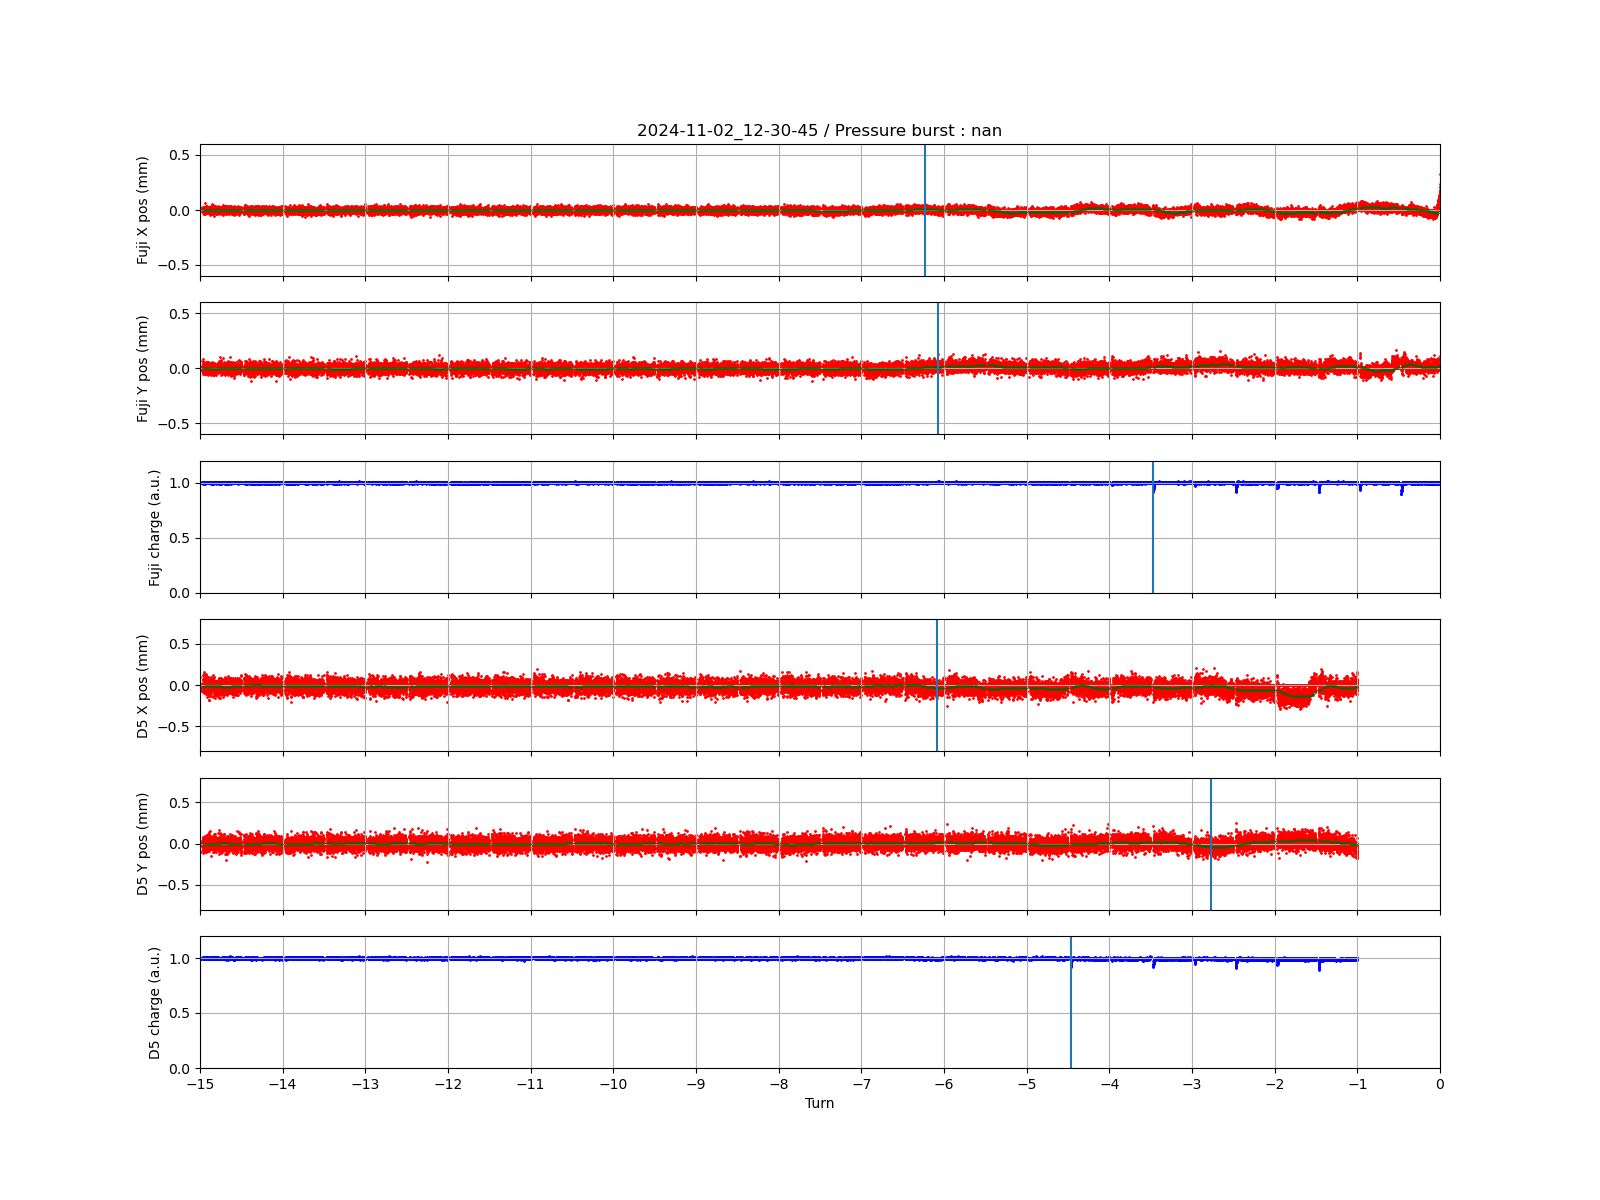 2024-11-02_12-30-45 / Pressure burst : nan
Fuji X pos (mm)
0.5
0.0
−0.5
Fuji Y pos (mm)
0.5
0.0
−0.5
Fuji charge (a.u.)
1.0
0.5
0.0
D5 X pos (mm)
0.5
0.0
−0.5
D5 Y pos (mm)
0.5
0.0
−0.5
D5 charge (a.u.)
1.0
0.5
0.0
−15 −14 −13 −12 −11 −10 −9 −8 −7 −6 −5 −4 −3 −2 −1 0
Turn